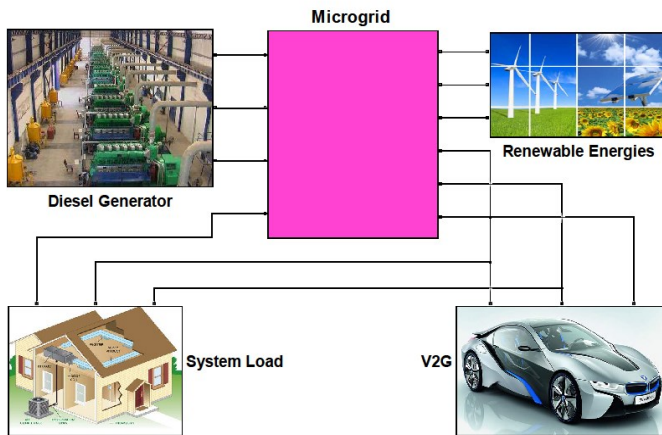 Microgrid
Diesel Generator
Renewable Energies
System Load
V2G